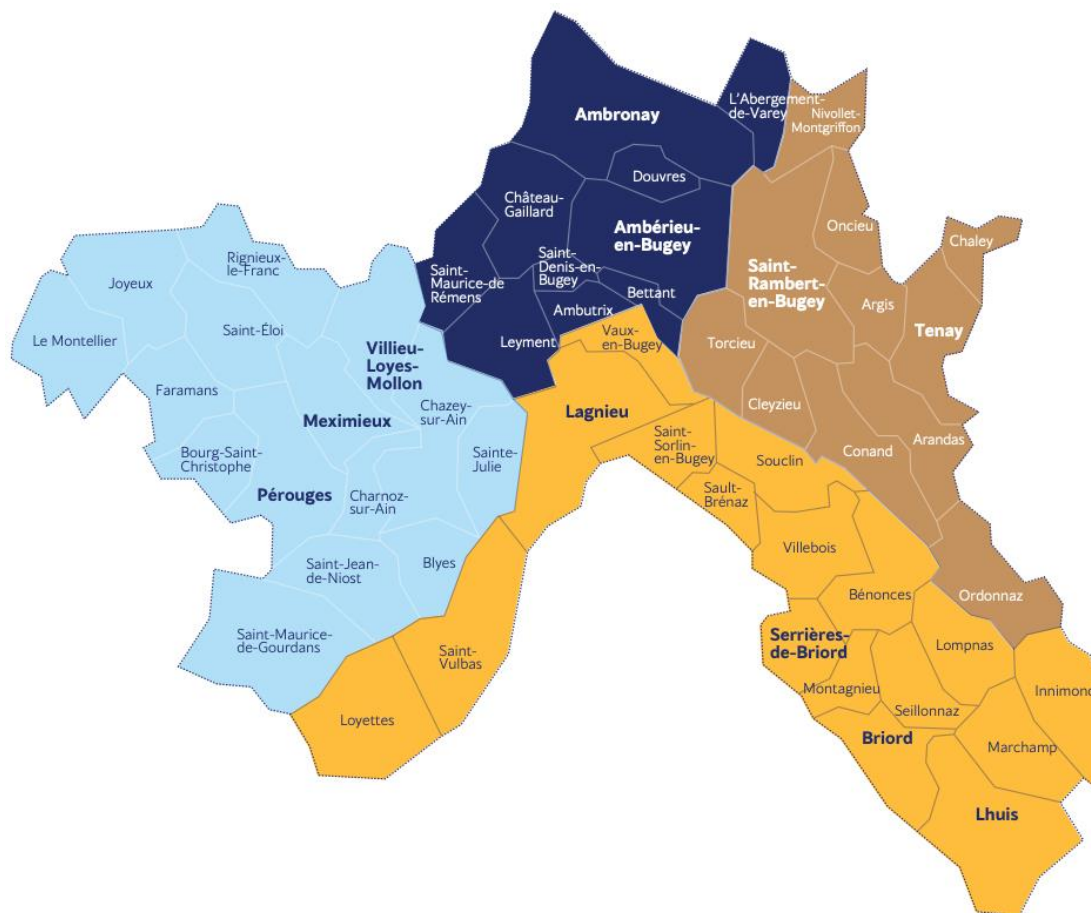 L'Abergement-
de-Varey
Nivollet-
Montgriffon
Ambronay
Douvres
Château-
Gaillard
Ambérieu-
en-Bugey
Oncieu
Chaley
Rignieux-
le-Franc
Joyeux
Saint-
Maurice-de
Rémens
Saint-
Denis-en-
Bugey
Bettant
Saint-
Rambert-
en-Bugey
Argis
Tenay
Ambutrix
Leyment
Vaux-
en-Bugey
Torcieu
Le Montellier
Saint-Éloi
Villieu-
Loyes-
Mollon
Faramans
Meximieux
Chazey-
sur-Ain
Lagnieu
Cleyzieu
Conand
Arandas
Bourg-Saint-
Christophe
Sainte-
Julie
Saint-
Sorlin-
en-Bugey
Souclin
Pérouges
Charnoz-
sur-Ain
Sault-
Brénaz
Villebois
Saint-Jean-
de-Niost
Blyes
Bénonces
Ordonnaz
Saint-Maurice-
de-Gourdans
Saint-
Vulbas
Serrières-
de-Briord
Lompnas
Montagnieu
Innimond
Loyettes
Seillonnaz
Briord
Marchamp
Lhuis